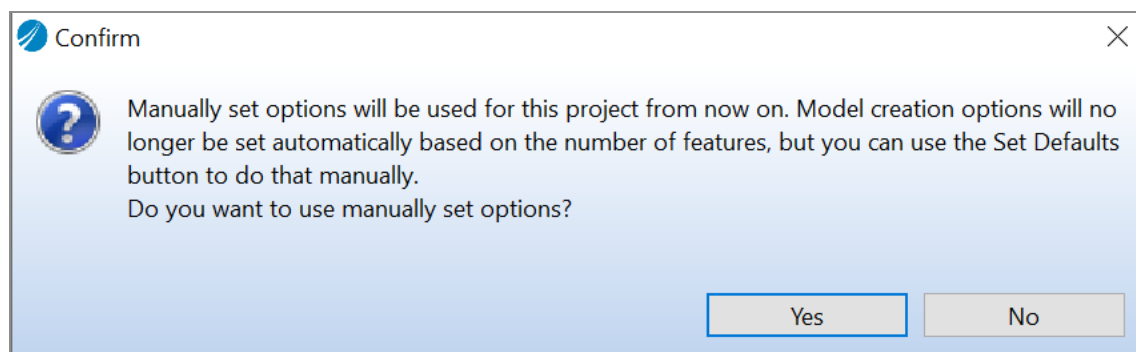 Confirm
Manually set options will be used for this project from now on. Model creation options will no
longer be set automatically based on the number of features, but you can use the Set Defaults
button to do that manually.
Do you want to use manually set options?
Yes
No